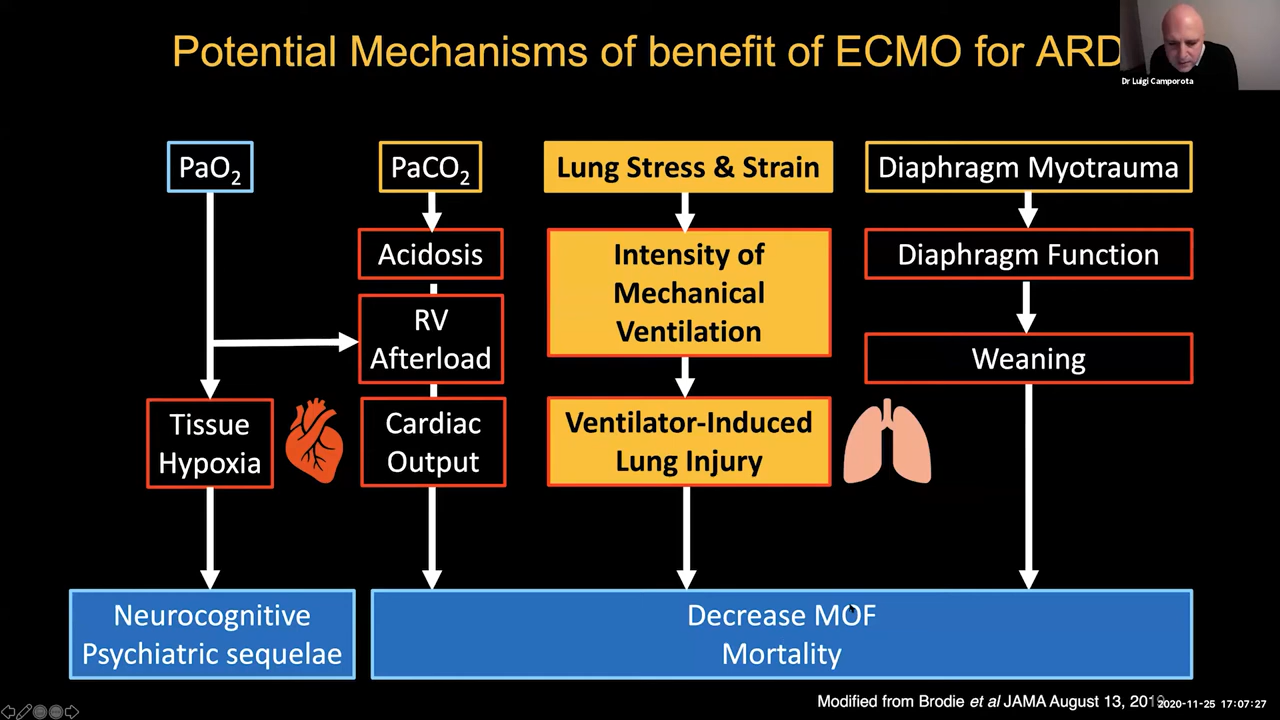 Potential Mechanisms of benefit of ECMO for ARD
Dr Luigi Camporota
PaO₂
PaCO₂
Lung Stress & Strain
Diaphragm Myotrauma
Acidosis
Intensity of
Mechanical
Ventilation
Diaphragm Function
RV
Afterload
Weaning
Tissue
Hypoxia
Cardiac
Output
Ventilator-Induced
Lung Injury
Neurocognitive
Psychiatric sequelae
Decrease MOF
Mortality
Modified from Brodie et al JAMA August 13,
2020-11-25 17:07:27